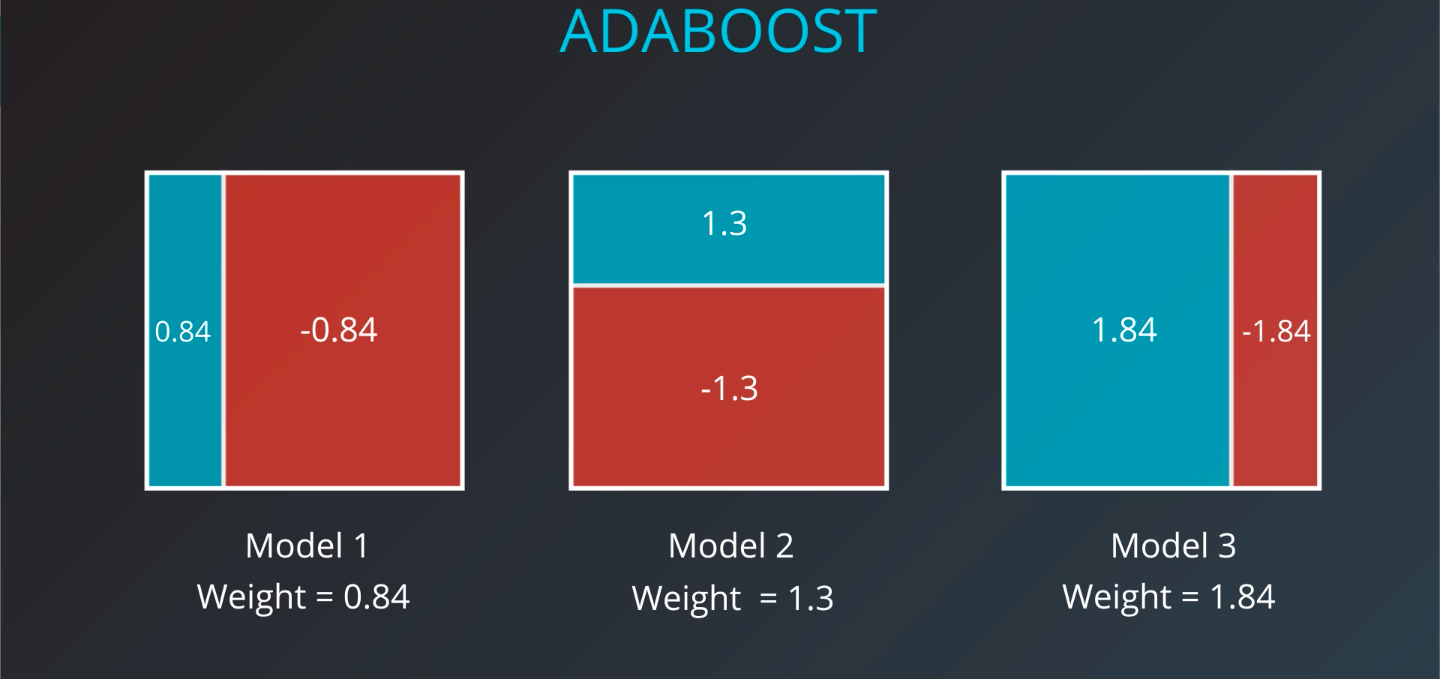 ADABOOST
0.84
-0.84
1.3
-1.3
1.84
-1.84
Model 1
Weight = 0.84
Model 2
Weight = 1.3
Model 3
Weight = 1.84